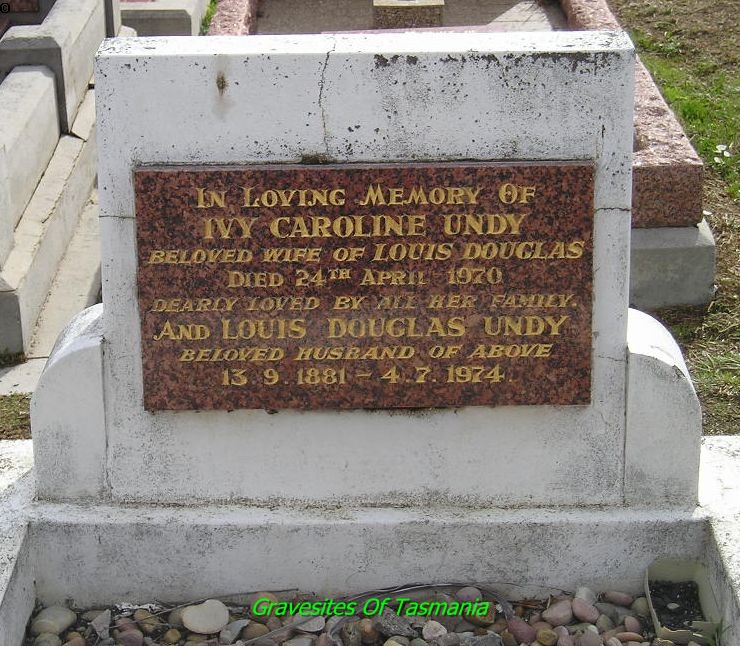 In Loving Memory Of
IVY CAROLINE UNDY
BELOVED WIFE OF LOUIS DOUGLAS
DIED 24TH APRIL 1970
DEARLY LOVED BY ALL HER FAMILY.
AND LOUIS DOUGLAS UNDY
BELOVED HUSBAND OF ABOVE
13.9.1881 - 4.7.1974.
Gravesites Of Tasmania